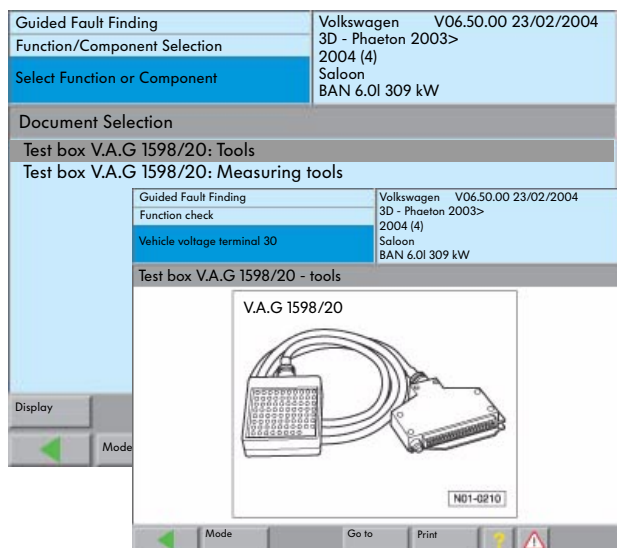 Guided Fault Finding
Function/Component Selection
Select Function or Component
Volkswagen V06.50.00 23/02/2004
3D - Phaeton 2003>
2004 (4)
Saloon
BAN 6.0l 309 kW
Document Selection
Test box V.A.G 1598/20: Tools
Test box V.A.G 1598/20: Measuring tools
Display
Mode
Guided Fault Finding
Function check
Vehicle voltage terminal 30
Volkswagen V06.50.00 23/02/2004
3D - Phaeton 2003>
2004 (4)
Saloon
BAN 6.0l 309 kW
Test box V.A.G 1598/20 - tools
V.A.G 1598/20
N01-0210
Mode
Go to
Print
?
!